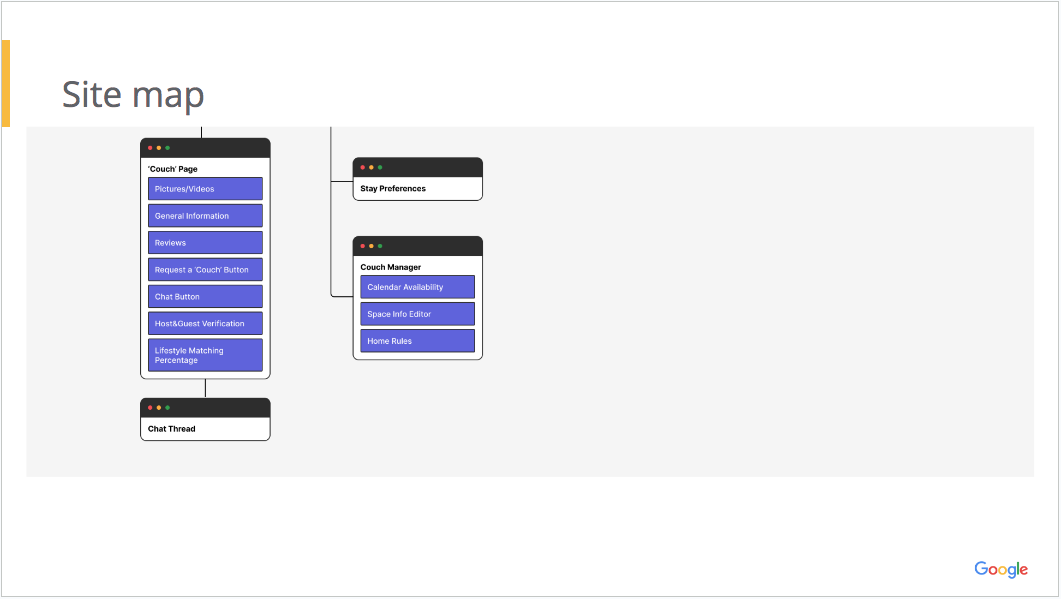 Site map
'Couch' Page
Pictures/Videos
General Information
Reviews
Request a 'Couch' Button
Chat Button
Host&Guest Verification
Lifestyle Matching
Percentage
Chat Thread
Stay Preferences
Couch Manager
Calendar Availability
Space Info Editor
Home Rules
Google